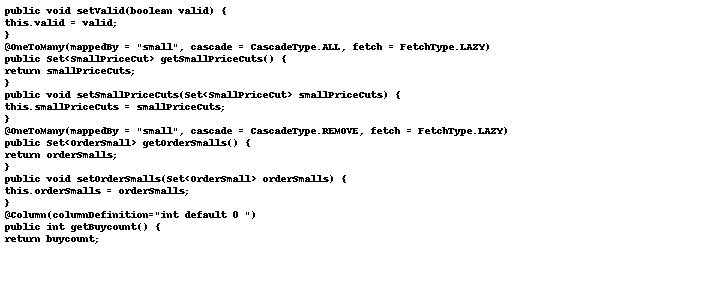 public void setValid(boolean valid) {
this.valid = valid;
}
@OneToMany(mappedBy = "small", cascade = CascadeType.ALL, fetch = FetchType.LAZY)
public Set<SmallPriceCut> getSmallPriceCuts() {
return smallPriceCuts;
}
public void setSmallPriceCuts(Set<SmallPriceCut> smallPriceCuts) {
this.smallPriceCuts = smallPriceCuts;
}
@OneToMany(mappedBy = "small", cascade = CascadeType.REMOVE, fetch = FetchType.LAZY)
public Set<OrderSmall> getOrderSmalls() {
return orderSmalls;
}
public void setOrderSmalls(Set<OrderSmall> orderSmalls) {
this.orderSmalls = orderSmalls;
}
@Column(columnDefinition="int default 0 ")
public int getBuycount() {
return buycount;